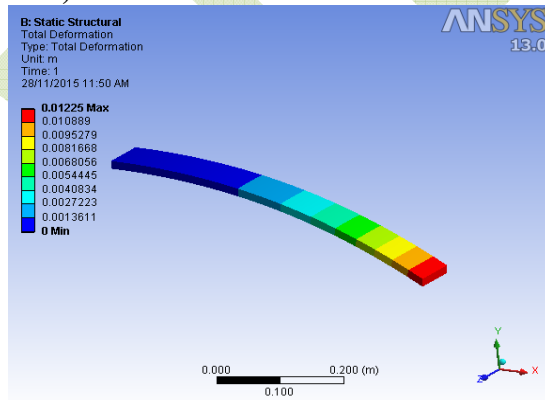 B: Static Structural
Total Deformation
Type: Total Deformation
Unit: m
Time: 1
28/11/2015 11:50 AM
ANSYS
13.0
0.01225 Max
0.010889
0.0095279
0.0081668
0.0068056
0.0054445
0.0040834
0.0027223
0.0013611
0 Min
0.000
0.200 (m)
0.100
Y
X
Z